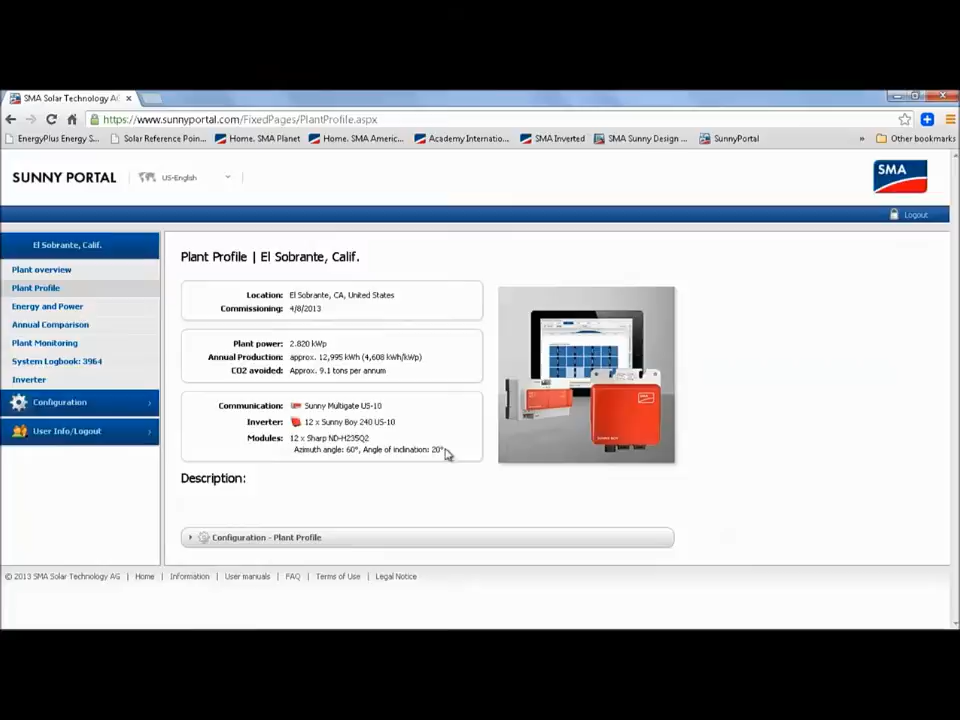 SMA Solar Technology AG
https://www.sunnyportal.com/FixedPages/PlantProfile.aspx
EnergyPlus Energy S... Solar Reference Poin... Home. SMA Planet Home. SMA Americ... Academy Internatio... SMA Inverted SMA Sunny Design ... SunnyPortal » Other bookmarks
SUNNY PORTAL US-English SMA
Logout
El Sobrante, Calif.
Plant overview
Plant Profile
Energy and Power
Annual Comparison
Plant Monitoring
System Logbook: 3964
Inverter
Configuration
User Info/Logout
Plant Profile | El Sobrante, Calif.
Location: El Sobrante, CA, United States
Commissioning: 4/8/2013
Plant power: 2.820 kWp
Annual Production: approx. 12,995 kWh (4,608 kWh/kWp)
CO2 avoided: Approx. 9.1 tons per annum
Communication: Sunny Multigate US-10
Inverter: 12 x Sunny Boy 240 US-10
Modules: 12 x Sharp ND-H235Q2
Azimuth angle: 60°, Angle of inclination: 20°
Description:
Configuration - Plant Profile
© 2013 SMA Solar Technology AG | Home | Information | User manuals | FAQ | Terms of Use | Legal Notice